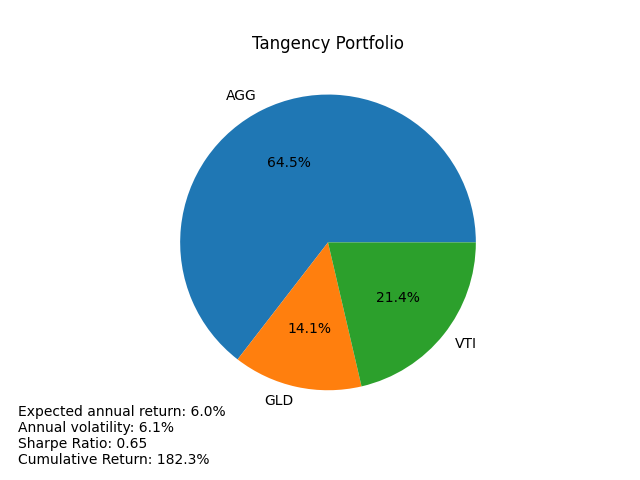 Tangency Portfolio
AGG
64.5%
21.4%
14.1%
VTI
GLD
Expected annual return: 6.0%
Annual volatility: 6.1%
Sharpe Ratio: 0.65
Cumulative Return: 182.3%